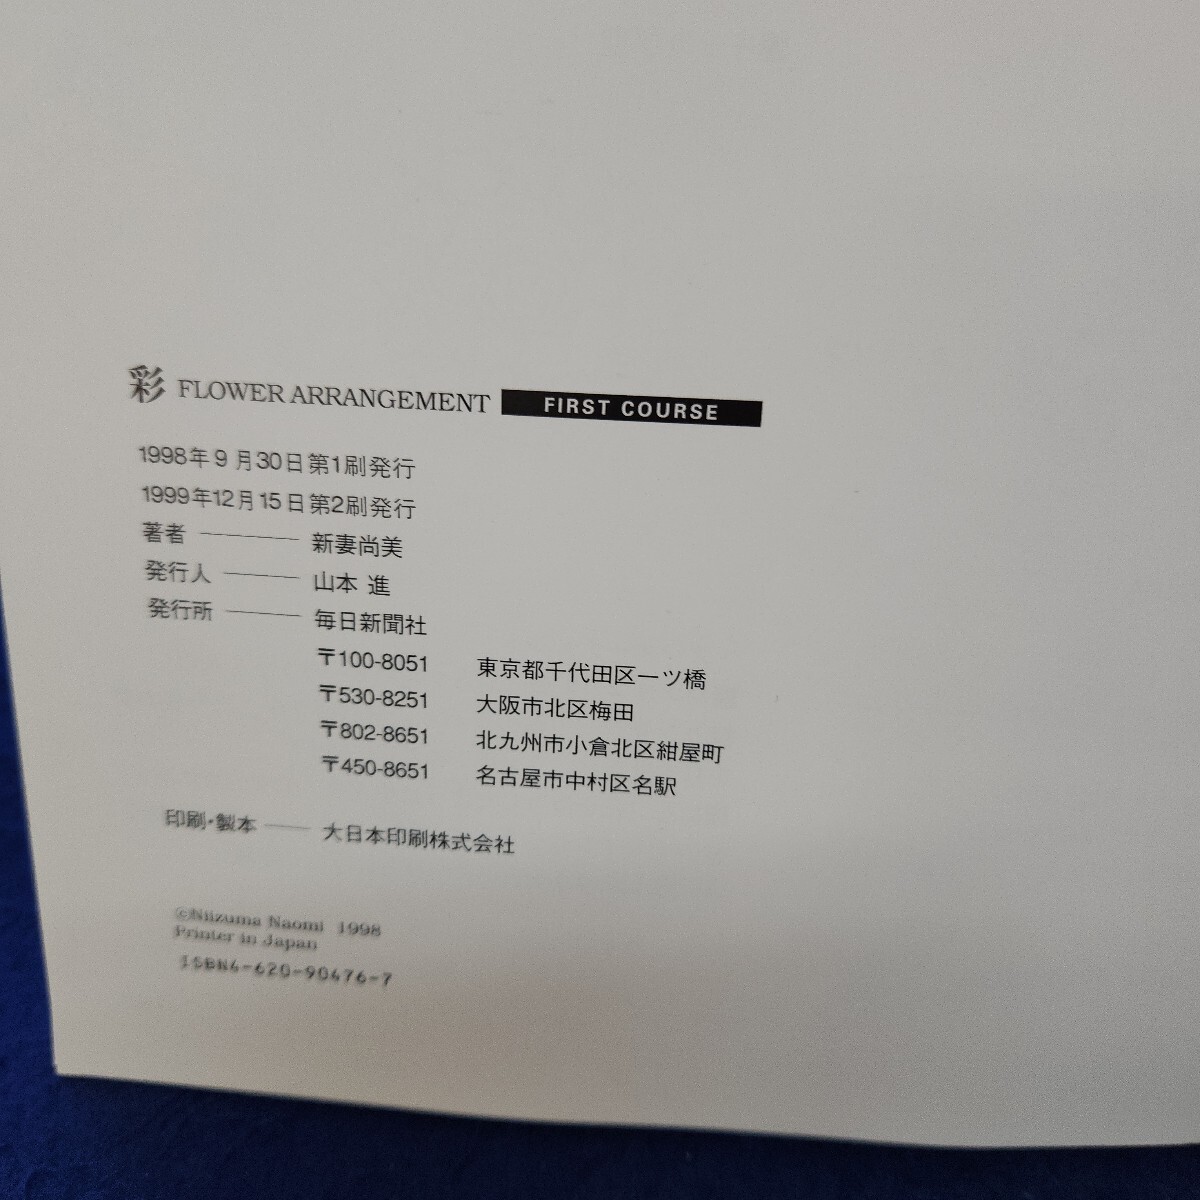 彩 FLOWER ARRANGEMENT FIRST COURSE
1998年9月30日第1刷発行
1999年12月15日第2刷発行
著者 ——— 新妻尚美
発行人 ——— 山本 進
発行所 ——— 毎日新聞社
〒100-8051 東京都千代田区一ツ橋
〒530-8251 大阪市北区梅田
〒802-8651 北九州市小倉北区紺屋町
〒450-8651 名古屋市中村区名駅
印刷・製本 —— 大日本印刷株式会社
©Niizuma Naomi 1998
Printer in Japan
ISBN4-620-90476-7